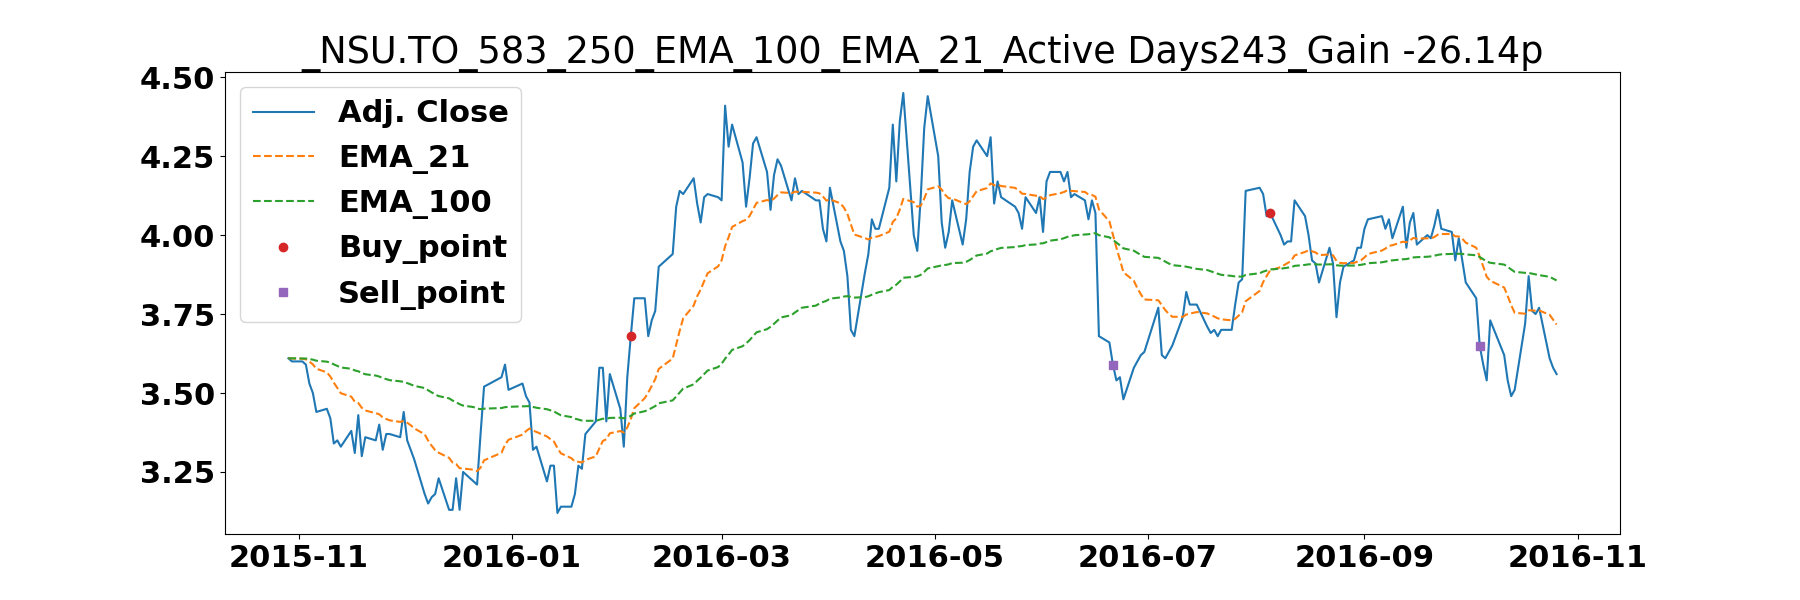 _NSU.TO_583_250_EMA_100_EMA_21_Active Days243_Gain -26.14p
4.50
4.25
4.00
3.75
3.50
3.25
Adj. Close
EMA_21
EMA_100
Buy_point
Sell_point
2015-11 2016-01 2016-03 2016-05 2016-07 2016-09 2016-11